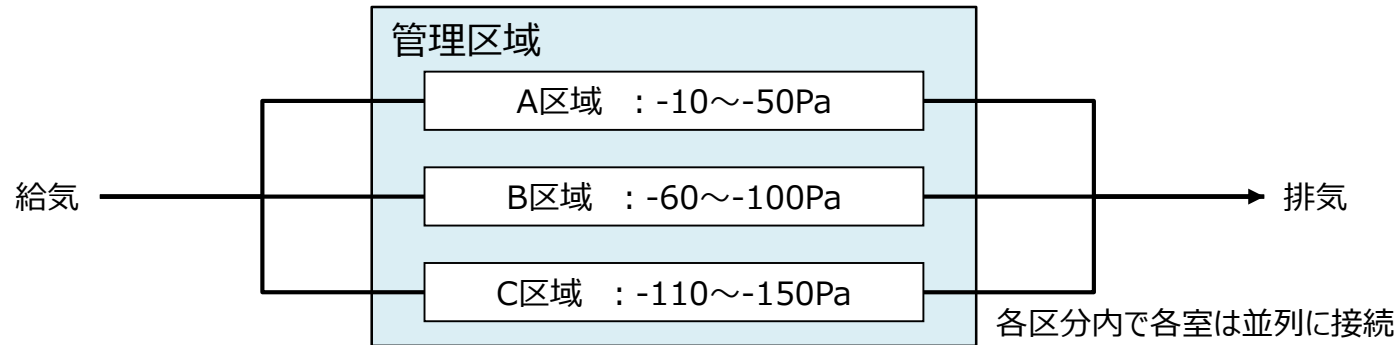 管理区域
A区域 ：-10～-50Pa
給気
B区域 ：-60～-100Pa
排気
C区域 ：-110～-150Pa
各区分内で各室は並列に接続